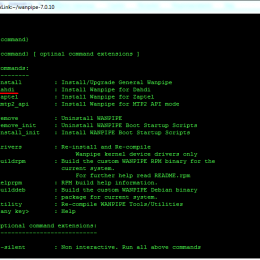 Link:~/wanpipe-7.0.10
command)
command) [ optinal command extensions ]
ommands:
nstall : Install/Upgrade General Wanpipe
ahdi : Install Wanpipe for Dahdi
aptel : Install Wanpipe for Zaptel
mtp2_api : Install Wanpipe for MTP2 API mode
emove : Uninstall WANPIPE
emove_init : Uninstall WANPIPE Boot Startup Scripts
nstall_init : Install WANPIPE Boot Startup Scripts
rivers : Re-install and Re-compile
Wanpipe kernel device drivers only
uildrpm : Build the custom WANPIPE RPM binary for the
current system.
For further help read README.rpm
elprpm : RPM build help information.
uilddeb : Build the custom WANPIPE Debian binary
package for current system.
tility : Re-compile WANPIPE Tools/Utilities
any key> : Help
ptional command extensions:
-silent : Non interactive. Run all above commands